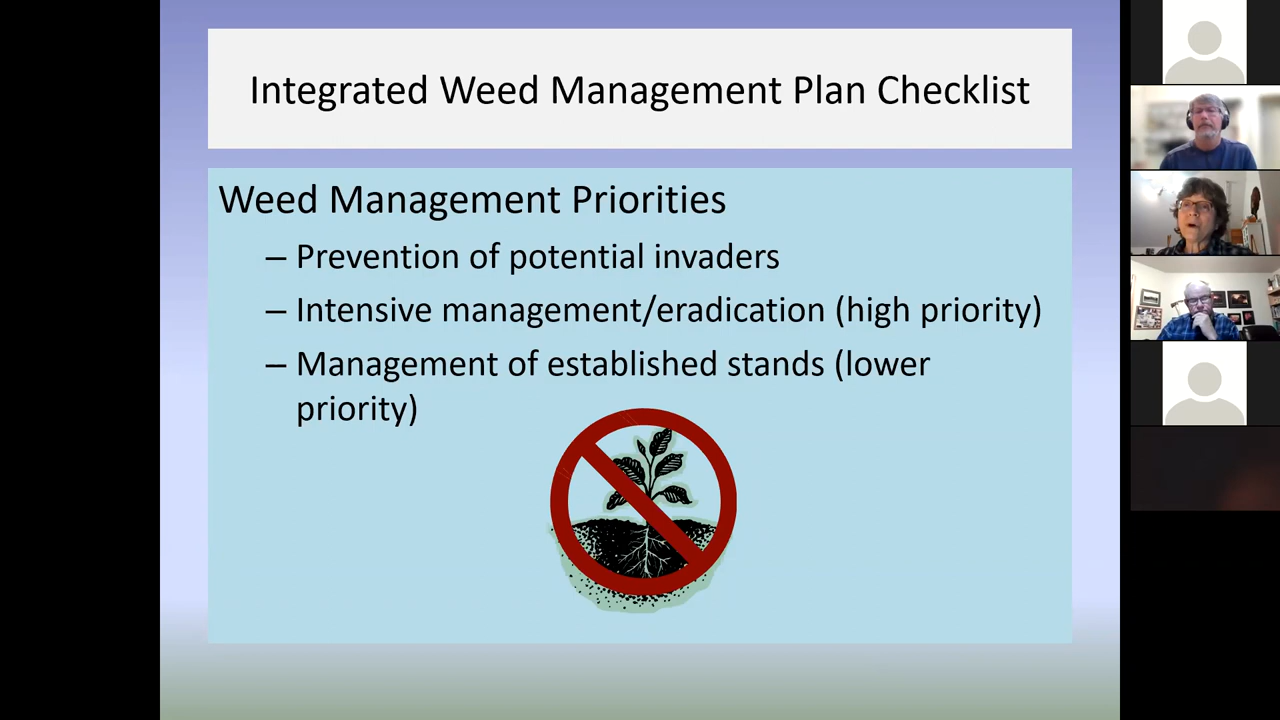 Integrated Weed Management Plan Checklist
Weed Management Priorities
– Prevention of potential invaders
– Intensive management/eradication (high priority)
– Management of established stands (lower
priority)